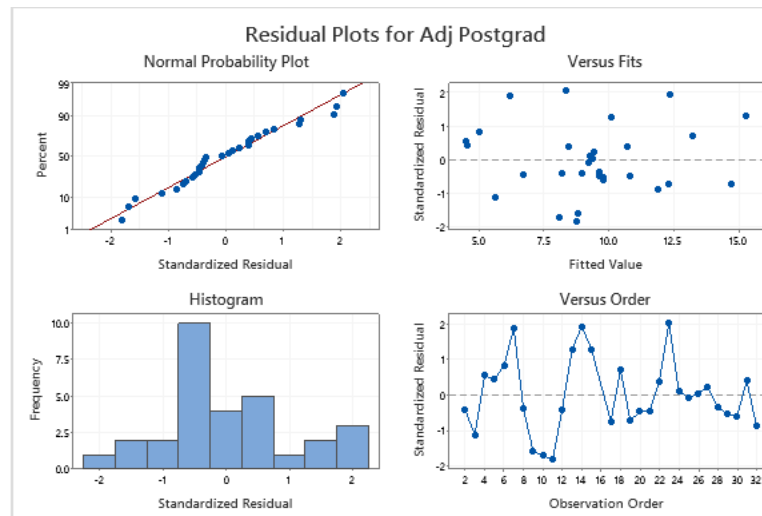 Residual Plots for Adj Postgrad
Normal Probability Plot
99
90
50
10
1
Percent
-2 -1 0 1 2
Standardized Residual
Versus Fits
2
1
0
-1
-2
Standardized Residual
5.0 7.5 10.0 12.5 15.0
Fitted Value
Histogram
10.0
7.5
5.0
2.5
0.0
Frequency
-2 -1 0 1 2
Standardized Residual
Versus Order
2
1
0
-1
-2
Standardized Residual
2 4 6 8 10 12 14 16 18 20 22 24 26 28 30 32
Observation Order